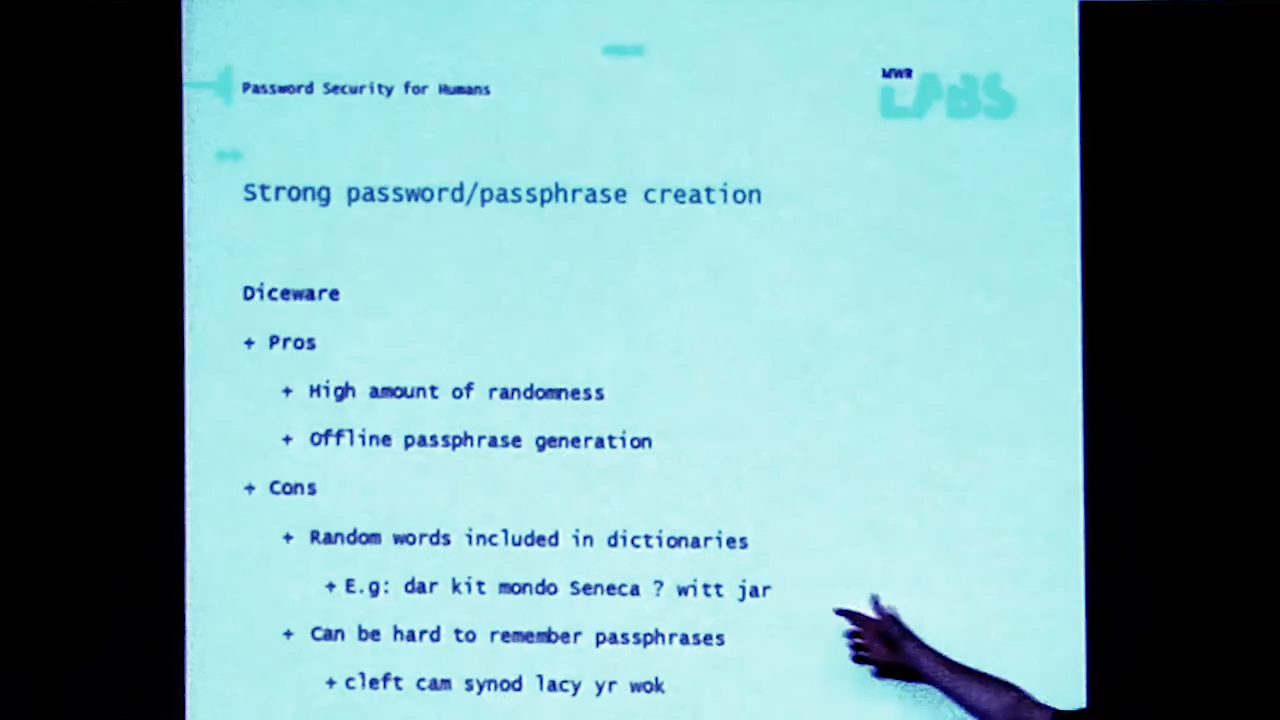 Password Security for Humans
MWR
LABS
Strong password/passphrase creation
Diceware
+ Pros
+ High amount of randomness
+ Offline passphrase generation
+ Cons
+ Random words included in dictionaries
+ E.g: dar kit mondo Seneca ? witt jar
+ Can be hard to remember passphrases
+ cleft cam synod lacy yr wok